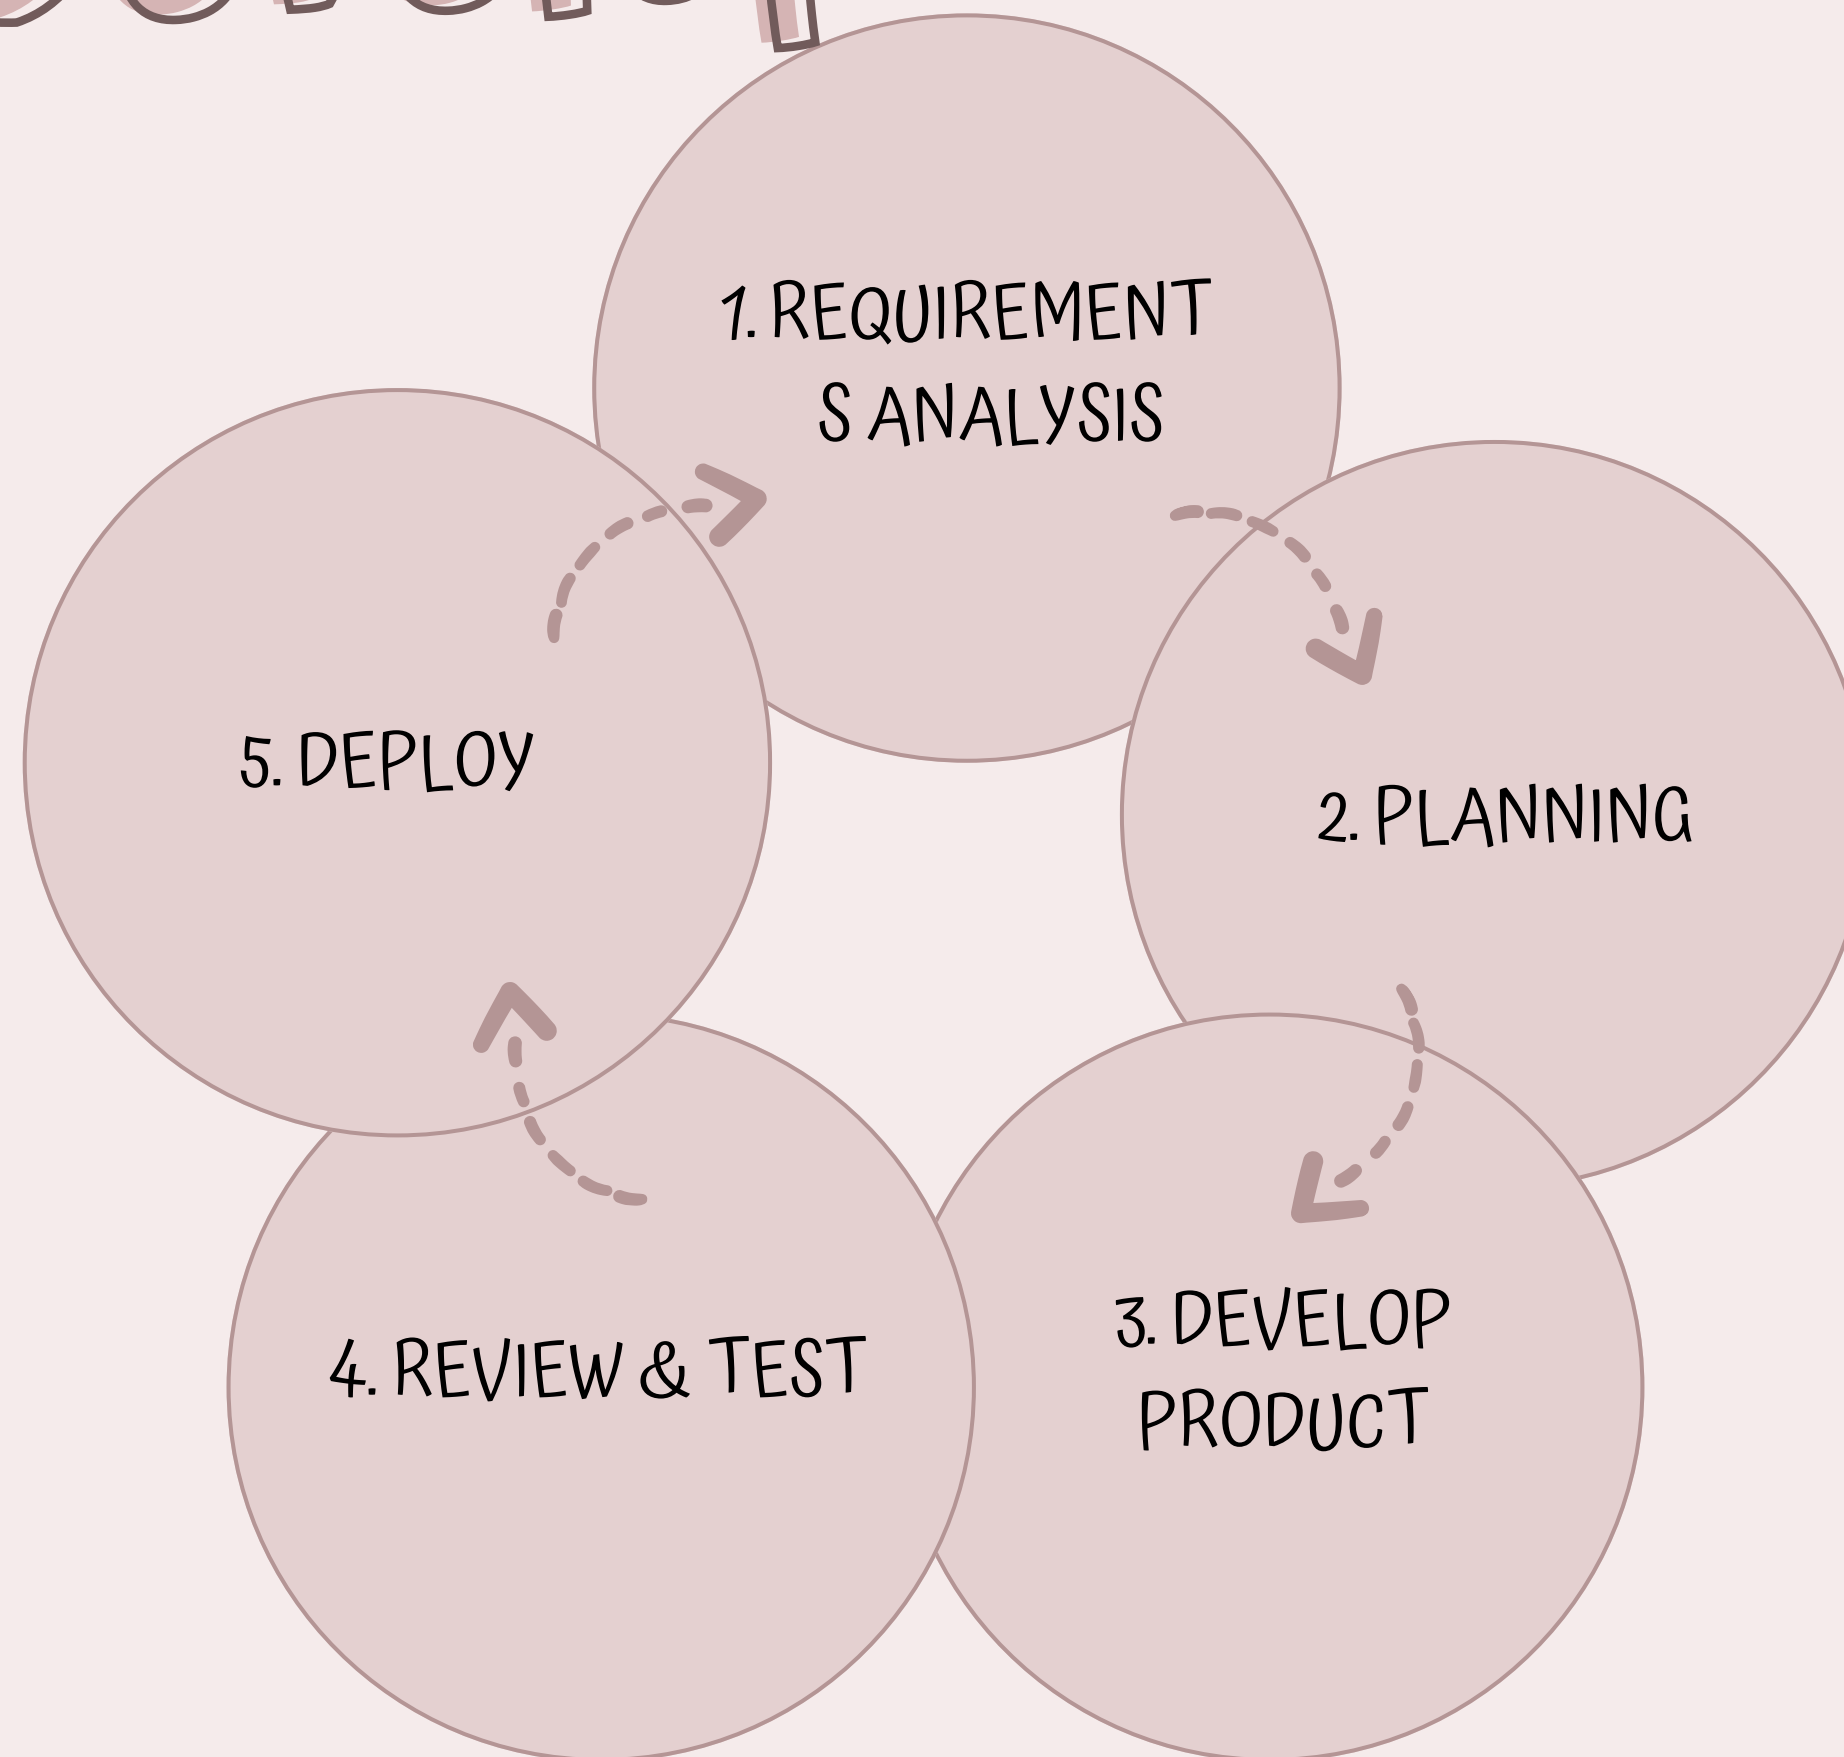 1. REQUIREMENT
S ANALYSIS
2. PLANNING
3. DEVELOP
PRODUCT
4. REVIEW & TEST
5. DEPLOY